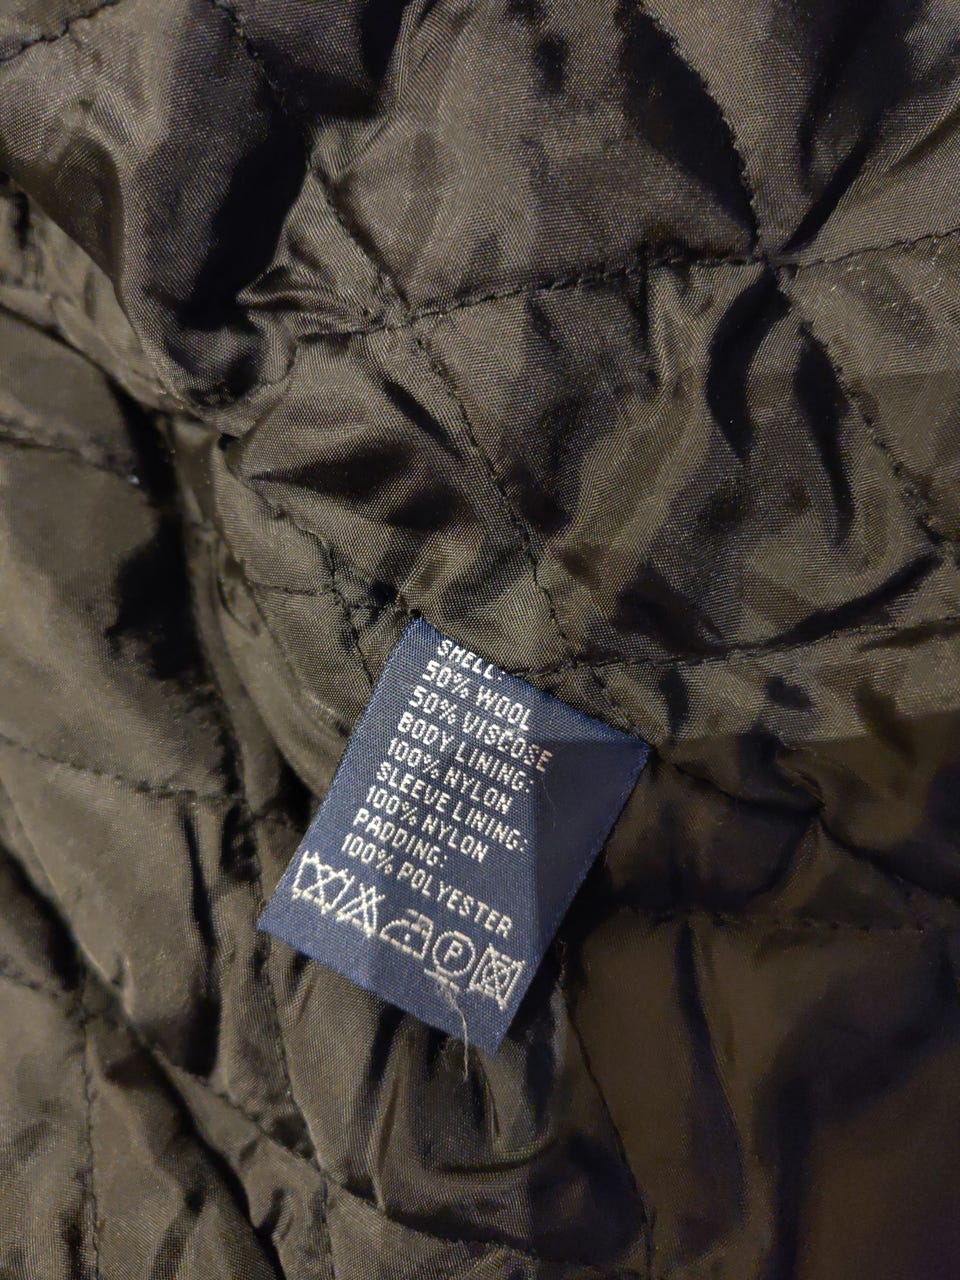 SHELL:
50% WOOL
50% VISCOSE
BODY LINING:
100% NYLON
SLEEVE LINING:
100% NYLON
PADDING:
100% POLYESTER
P